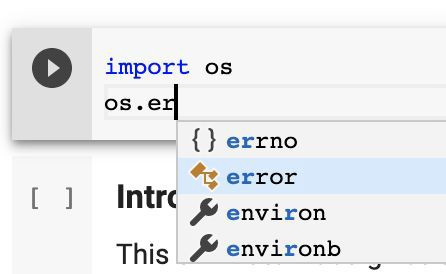 import os
os.er
{} errno
error
environ
environb
[ ]
Intro
This